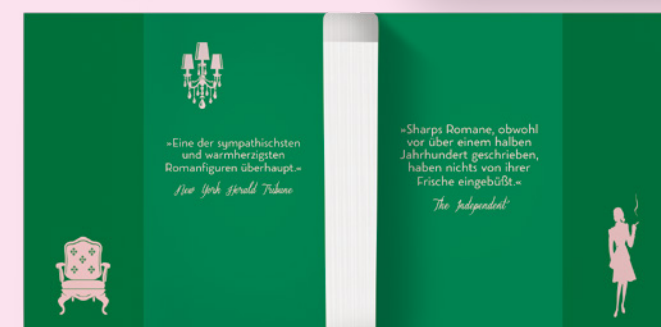 »Eine der sympathischsten
und warmherzigsten
Romanfiguren überhaupt.«
New York Herald Tribune
»Sharps Romane, obwohl
vor über einem halben
Jahrhundert geschrieben,
haben nichts von ihrer
Frische eingebüßt.«
The Independent